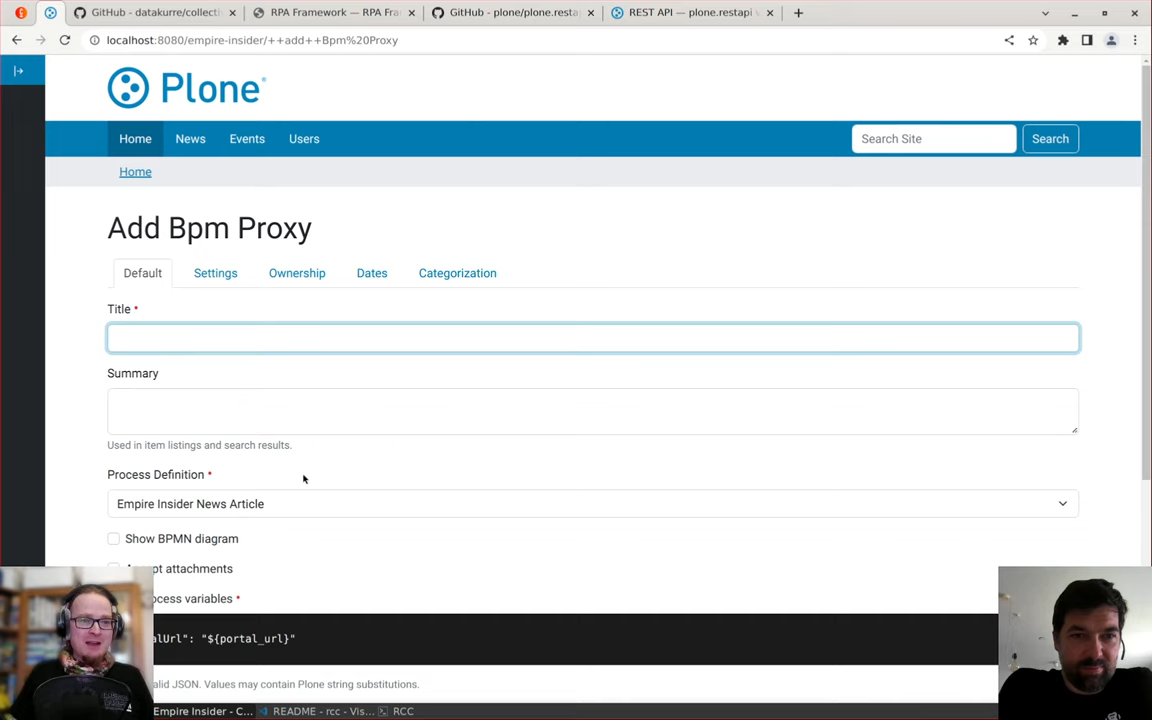 GitHub - datakurre/collecti
RPA Framework — RPA Fram
GitHub - plone/plone.resta
REST API — plone.restapi v
localhost:8080/empire-insider/++add++Bpm%20Proxy
Plone
Home
News
Events
Users
Search Site
Search
Home
Add Bpm Proxy
Default
Settings
Ownership
Dates
Categorization
Title *
Summary
Used in item listings and search results.
Process Definition *
Empire Insider News Article
Show BPMN diagram
pt attachments
ocess variables *
alUrl": "${portal_url}"
alid JSON. Values may contain Plone string substitutions.
Empire Insider - C...
README - rcc - Vis...
RCC